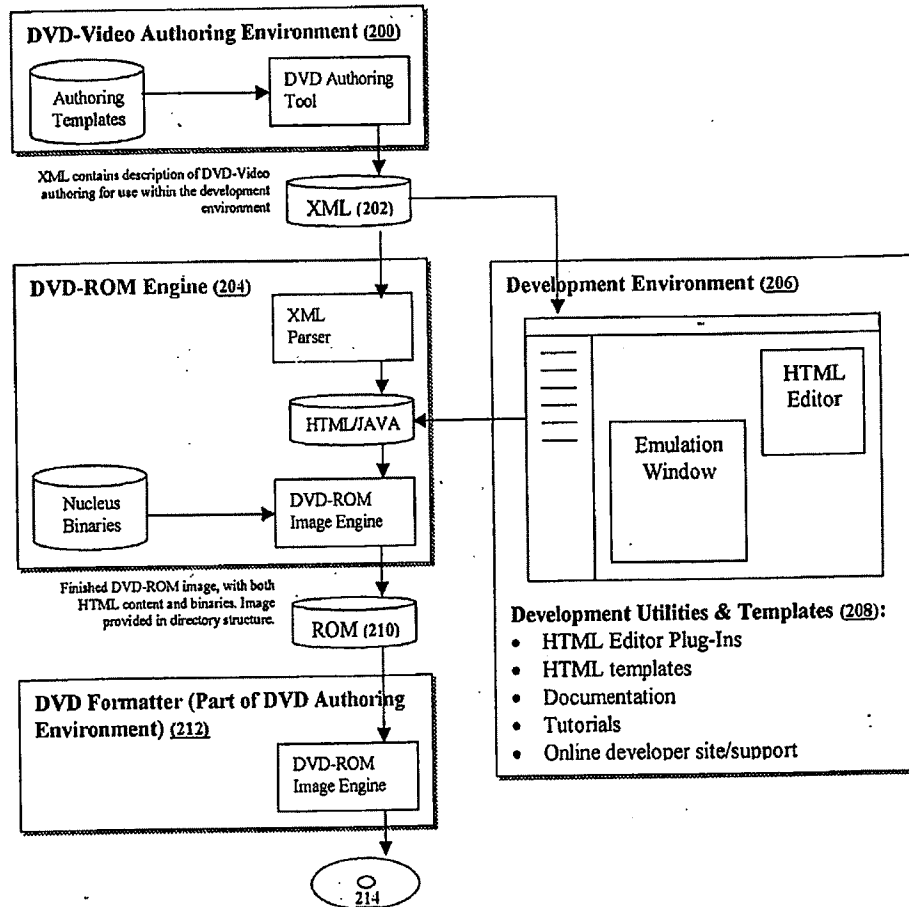 DVD-Video Authoring Environment (200)
Authoring
Templates
DVD Authoring
Tool
XML contains description of DVD-Video
authoring for use within the development
environment
XML (202)
DVD-ROM Engine (204)
XML
Parser
HTML/JAVA
Nucleus
Binaries
DVD-ROM
Image Engine
Finished DVD-ROM image, with both
HTML content and binaries. Image
provided in directory structure.
ROM (210)
DVD Formatter (Part of DVD Authoring
Environment) (212)
DVD-ROM
Image Engine
214
Development Environment (206)
HTML
Editor
Emulation
Window
Development Utilities & Templates (208):
• HTML Editor Plug-Ins
• HTML templates
• Documentation
• Tutorials
• Online developer site/support